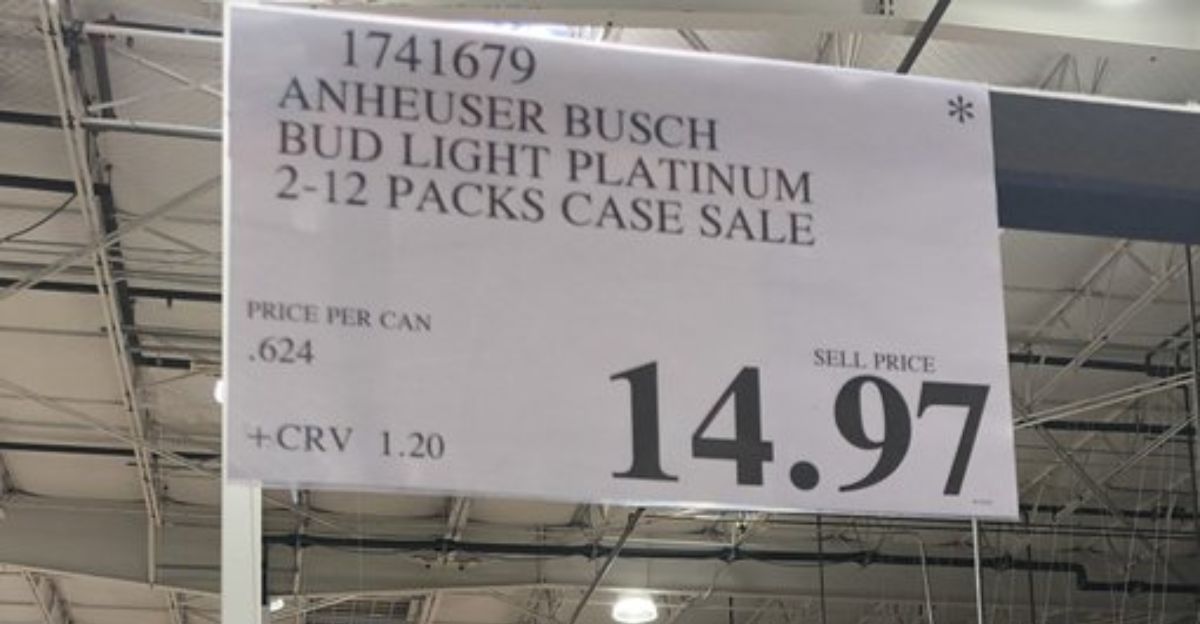 1741679
*
ANHEUSER BUSCH
BUD LIGHT PLATINUM
2-12 PACKS CASE SALE
PRICE PER CAN
.624
SELL PRICE
14.97
+CRV 1.20